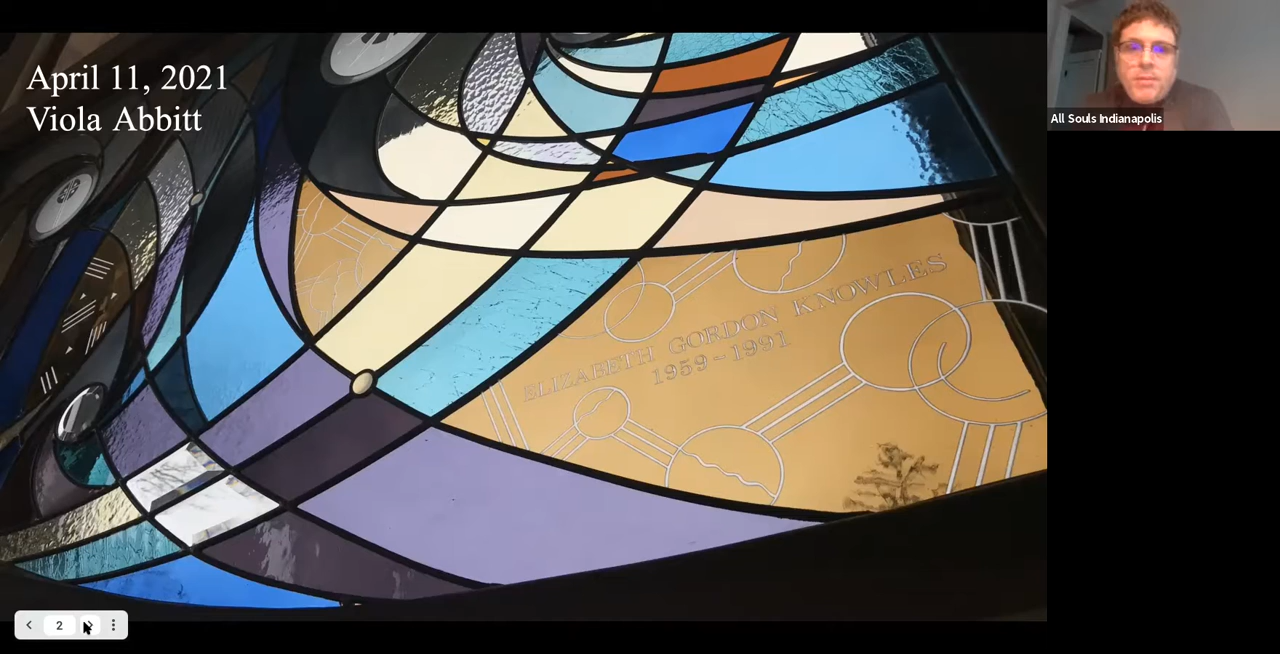 April 11, 2021
Viola Abbitt
All Souls Indianapolis
ELIZABETH GORDON KNOWLES
1959-1991
2